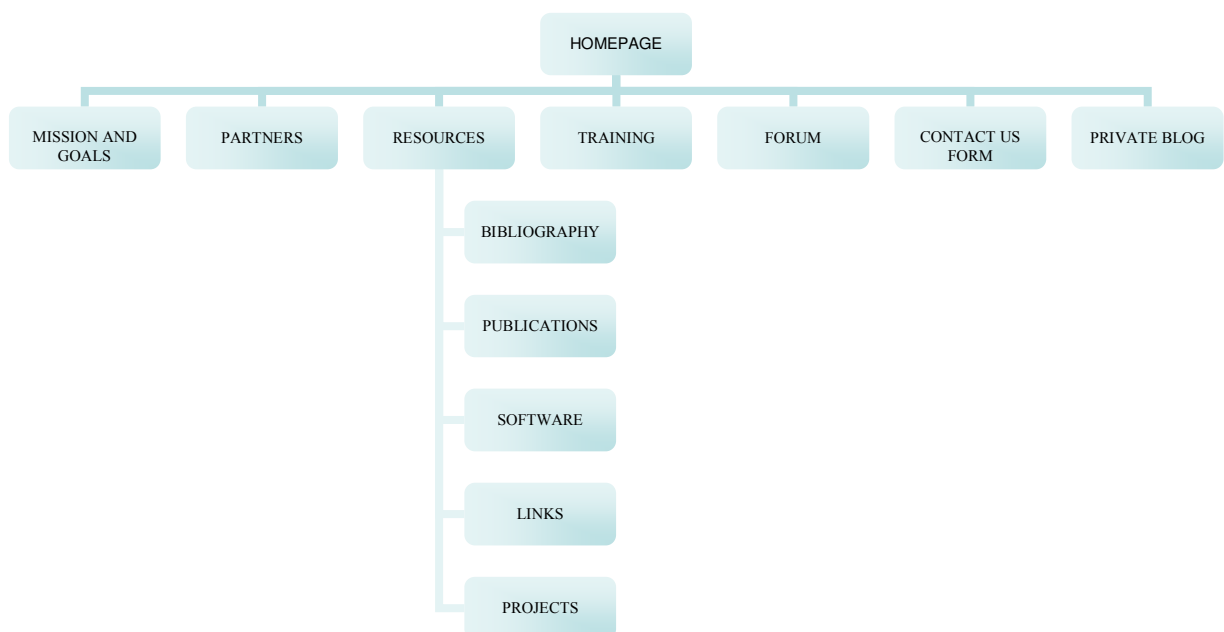 HOMEPAGE
MISSION AND
GOALS
PARTNERS
RESOURCES
TRAINING
FORUM
CONTACT US
FORM
PRIVATE BLOG
BIBLIOGRAPHY
PUBLICATIONS
SOFTWARE
LINKS
PROJECTS